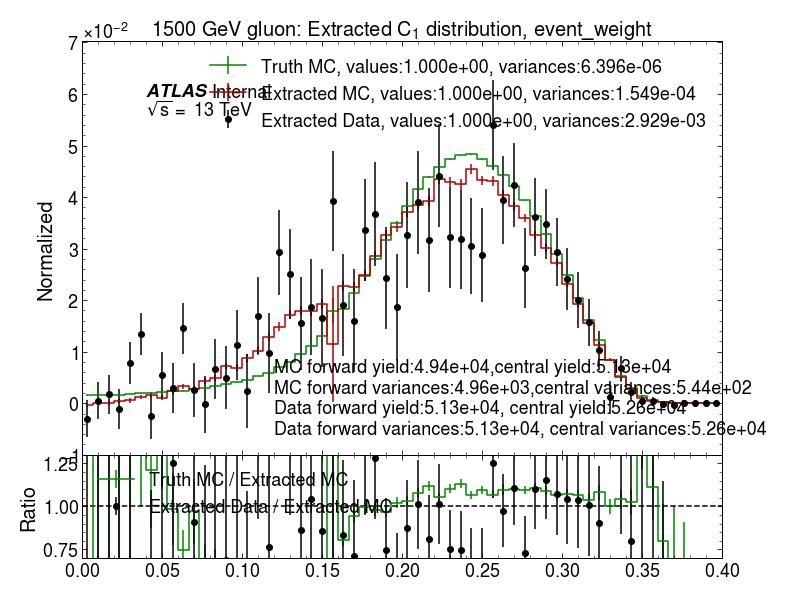 1500 GeV gluon: Extracted C₁ distribution, event_weight
×10⁻²
7
6
5
4
3
2
1
0
Normalized
ATLAS Internal
√s = 13 TeV
Truth MC, values:1.000e+00, variances:6.396e-06
Extracted MC, values:1.000e+00, variances:1.549e-04
Extracted Data, values:1.000e+00, variances:2.929e-03
MC forward variances:4.96e+03,central variances:5.44e+02
Data forward yield:5.13e+04, central yield:5.26e+04
Data forward variances:5.13e+04, central variances:5.26e+04
MC forward yield:4.94e+04,central
1.25
1.00
0.75
Ratio
Truth MC / Extracted MC
Extracted Data / Extracted MC
0.00 0.05 0.10 0.15 0.20 0.25 0.30 0.35 0.40